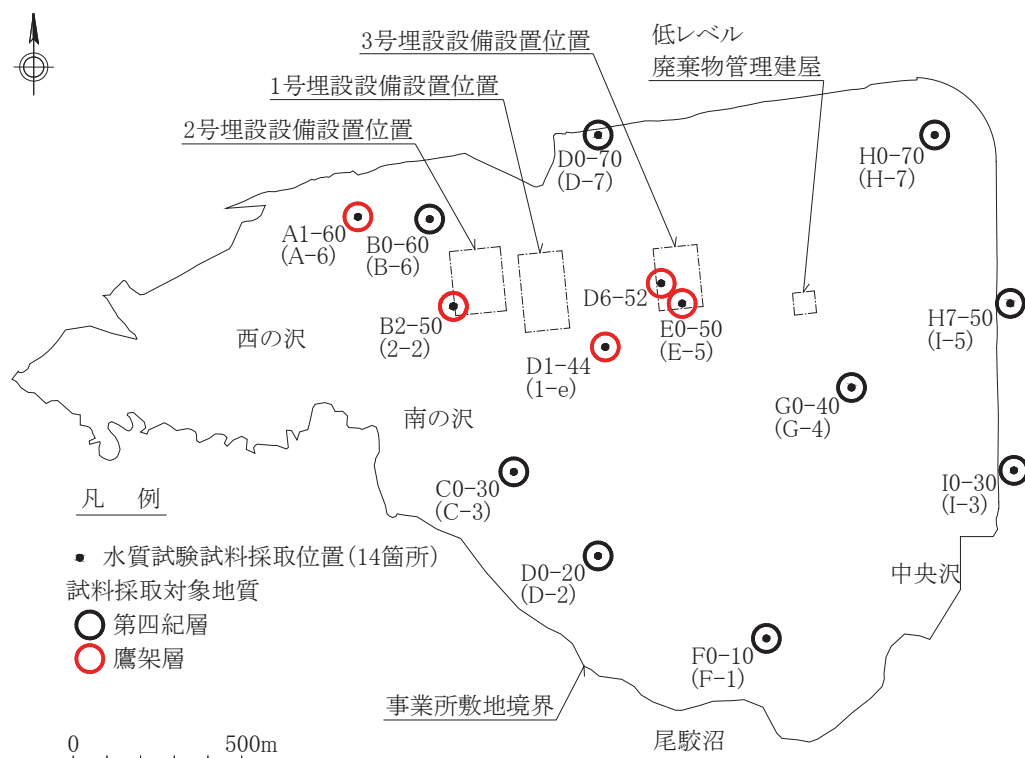 3号埋設設備設置位置
低レベル
廃棄物管理建屋
1号埋設設備設置位置
2号埋設設備設置位置
D0-70
(D-7)
H0-70
(H-7)
A1-60
(A-6)
B0-60
(B-6)
D6-52
B2-50
(2-2)
E0-50
(E-5)
H7-50
(I-5)
西の沢
D1-44
(1-e)
G0-40
(G-4)
南の沢
C0-30
(C-3)
I0-30
(I-3)
凡 例
水質試験試料採取位置(14箇所)
試料採取対象地質
第四紀層
鷹架層
D0-20
(D-2)
中央沢
F0-10
(F-1)
事業所敷地境界
尾駮沼
0 500m